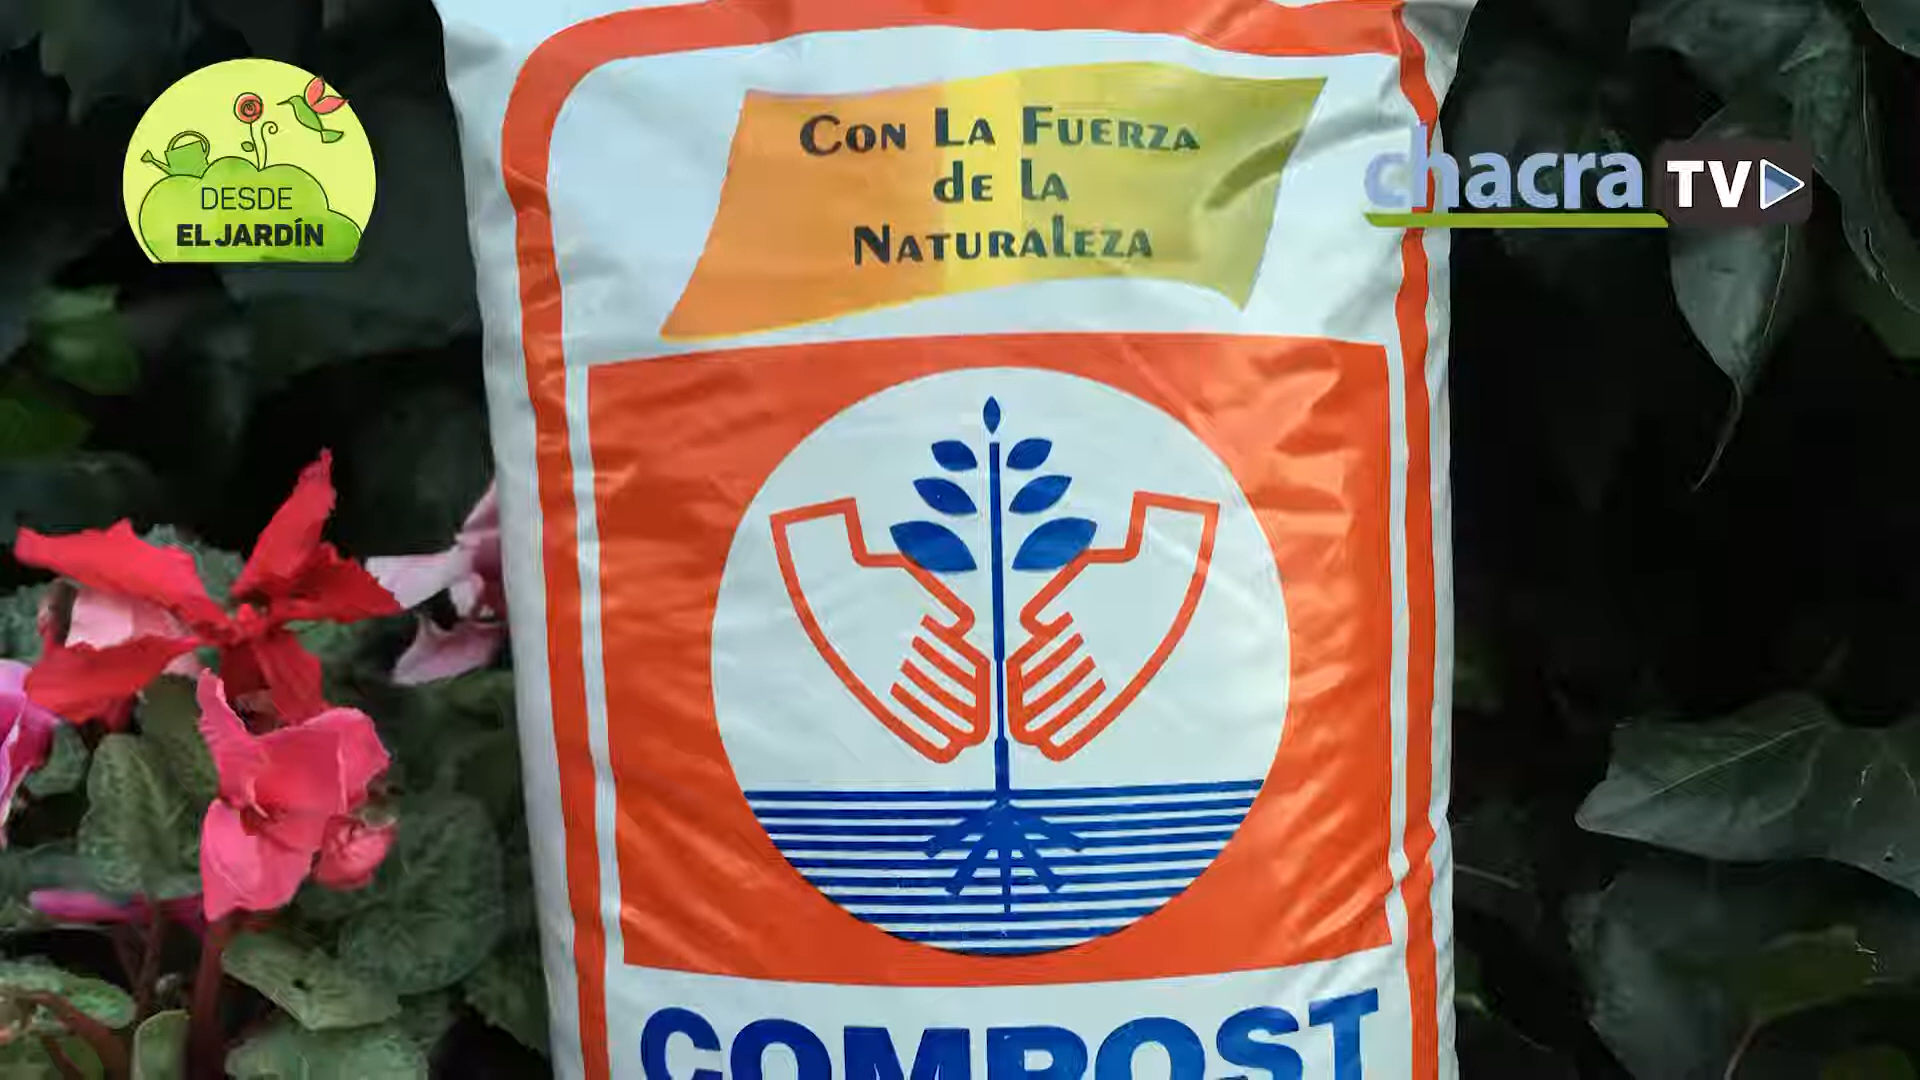 DESDE
EL JARDÍN
CON LA FUERZA
de la
NATURALEZA
chacra TV
COMPOST